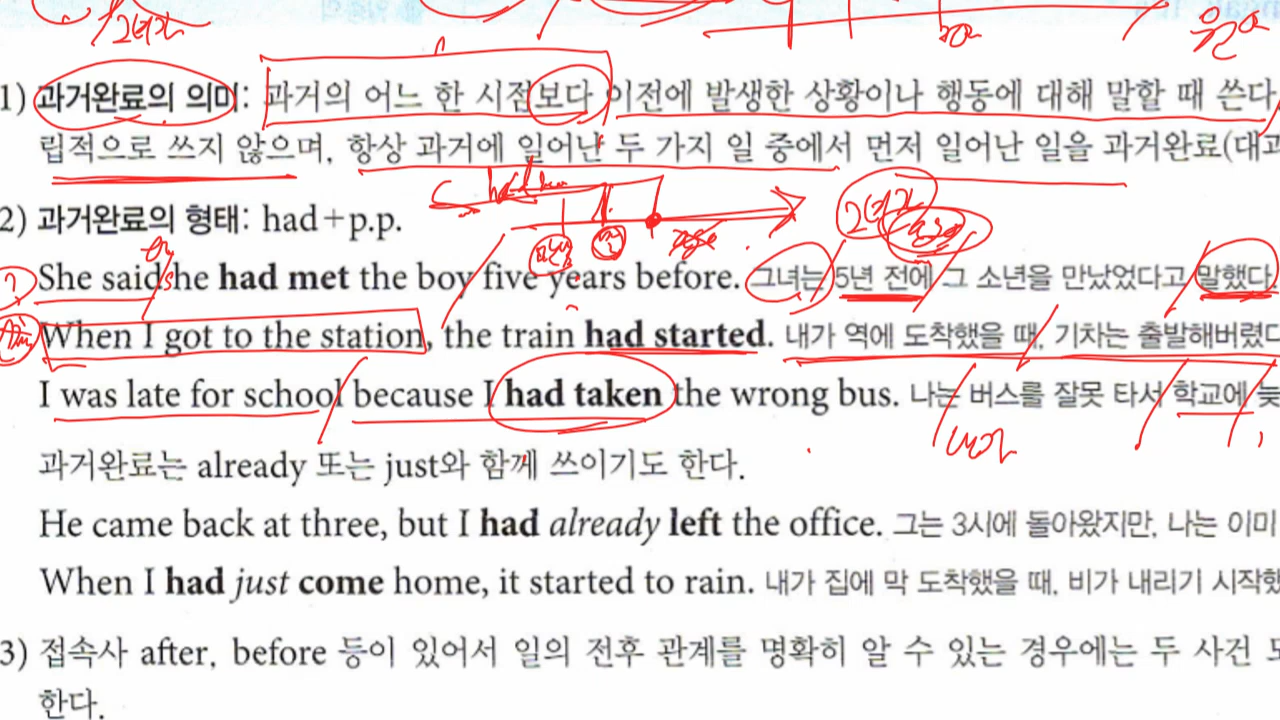 1) 과거완료의 의미: 과거의 어느 한 시점보다 이전에 발생한 상황이나 행동에 대해 말할 때 쓴다
립적으로 쓰지 않으며, 항상 과거에 일어난 두 가지 일 중에서 먼저 일어난 일을 과거완료(대과
had been
2) 과거완료의 형태: had+p.p.
She said he had met the boy five years before. 그녀는 5년 전에 그 소년을 만났었다고 말했다.
When I got to the station, the train had started. 내가 역에 도착했을 때, 기차는 출발해버렸다
I was late for school because I had taken the wrong bus. 나는 버스를 잘못 타서 학교에 늦
과거완료는 already 또는 just와 함께 쓰이기도 한다.
He came back at three, but I had already left the office. 그는 3시에 돌아왔지만, 나는 이미
When I had just come home, it started to rain. 내가 집에 막 도착했을 때, 비가 내리기 시작했
3) 접속사 after, before 등이 있어서 일의 전후 관계를 명확히 알 수 있는 경우에는 두 사건 모
한다.